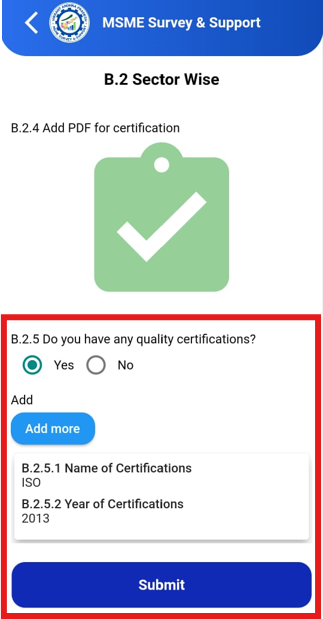 MSME Survey & Support
B.2 Sector Wise
B.2.4 Add PDF for certification
B.2.5 Do you have any quality certifications?
Yes No
Add
Add more
B.2.5.1 Name of Certifications
ISO
B.2.5.2 Year of Certifications
2013
Submit